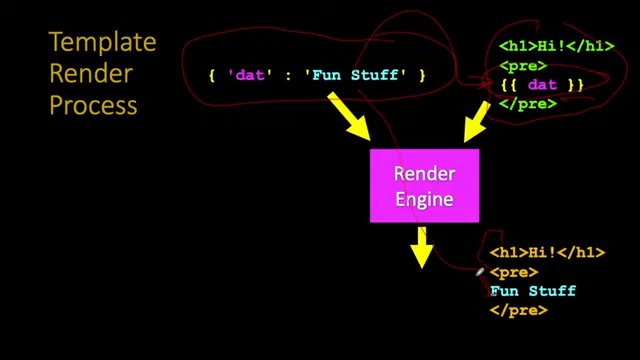 Template
Render
Process
{ 'dat' : 'Fun Stuff' }
<h1>Hi!</h1>
<pre>
{{ dat }}
</pre>
Render
Engine
<h1>Hi!</h1>
<pre>
Fun Stuff
</pre>